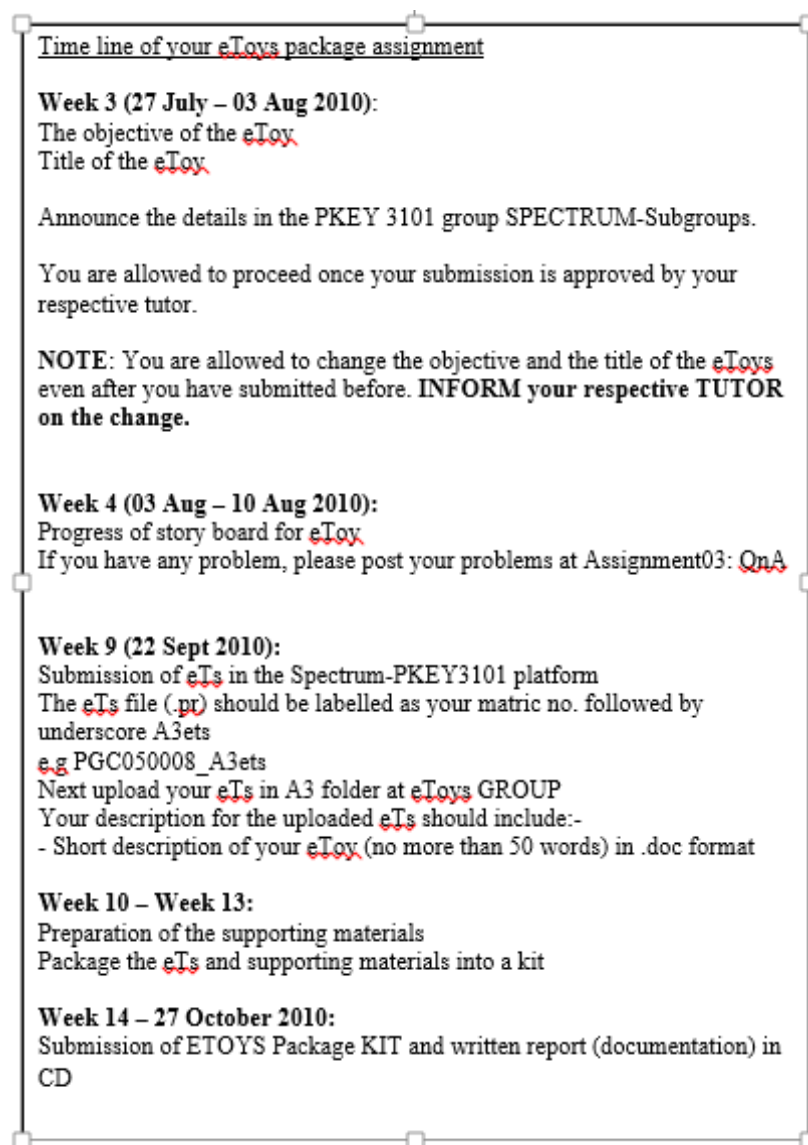 Time line of your eToys package assignment
Week 3 (27 July – 03 Aug 2010):
The objective of the eToy
Title of the eToy
Announce the details in the PKEY 3101 group SPECTRUM-Subgroups.
You are allowed to proceed once your submission is approved by your
respective tutor.
NOTE: You are allowed to change the objective and the title of the eToys
even after you have submitted before. INFORM your respective TUTOR
on the change.
Week 4 (03 Aug – 10 Aug 2010):
Progress of story board for eToy
If you have any problem, please post your problems at Assignment03: QnA
Week 9 (22 Sept 2010):
Submission of eTs in the Spectrum-PKEY3101 platform
The eTs file (.pr) should be labelled as your matric no. followed by
underscore A3ets
e.g PGC050008_A3ets
Next upload your eTs in A3 folder at eToys GROUP
Your description for the uploaded eTs should include:-
- Short description of your eToy (no more than 50 words) in .doc format
Week 10 – Week 13:
Preparation of the supporting materials
Package the eTs and supporting materials into a kit
Week 14 – 27 October 2010:
Submission of ETOYS Package KIT and written report (documentation) in
CD